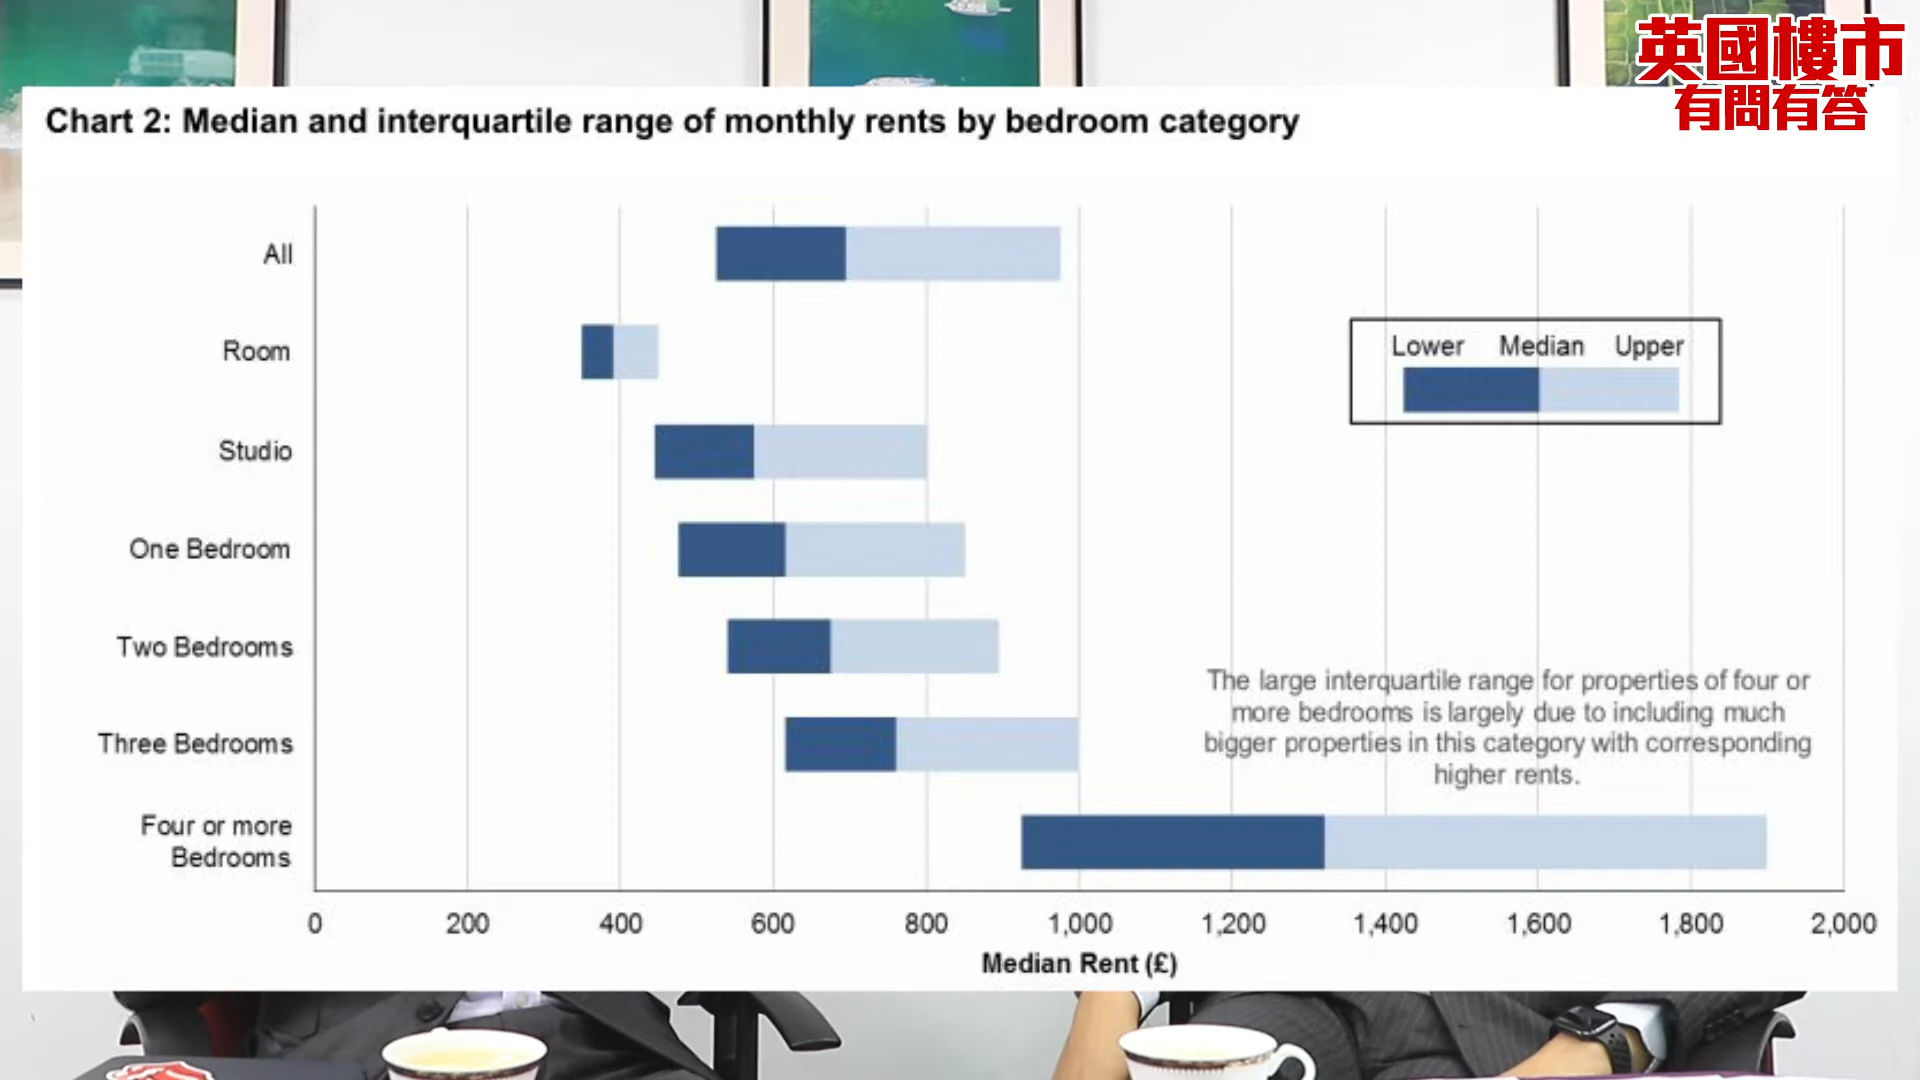 英國樓市
有問有答
Chart 2: Median and interquartile range of monthly rents by bedroom category
All
Room
Studio
One Bedroom
Two Bedrooms
Three Bedrooms
Four or more
Bedrooms
Lower Median Upper
The large interquartile range for properties of four or
more bedrooms is largely due to including much
bigger properties in this category with corresponding
higher rents.
0 200 400 600 800 1,000 1,200 1,400 1,600 1,800 2,000
Median Rent (£)